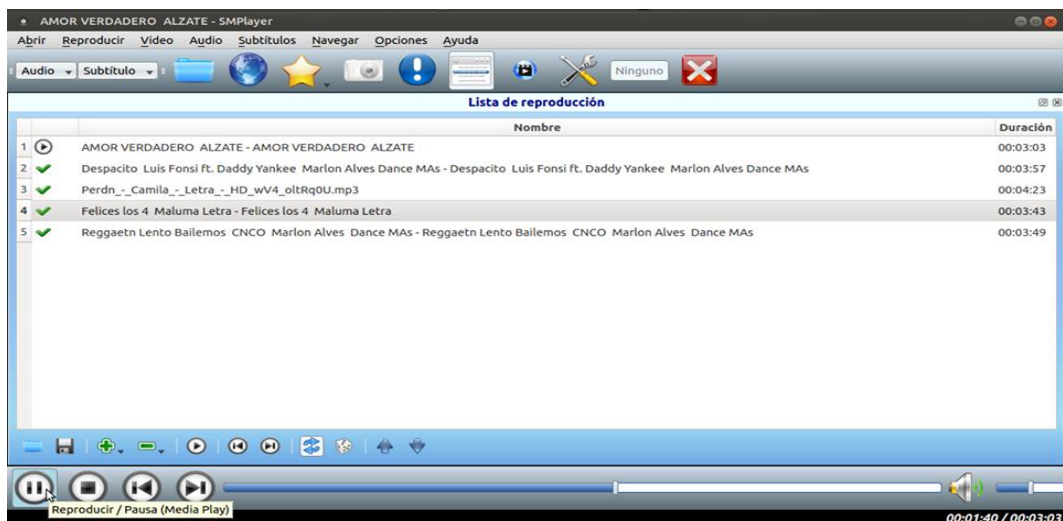 AMOR VERDADERO ALZATE - SMPlayer
Abrir Reproducir Vídeo Audio Subtítulos Navegar Opciones Ayuda
Audio Subtítulo Ninguno
Lista de reproducción
Nombre Duración
1 AMOR VERDADERO ALZATE - AMOR VERDADERO ALZATE 00:03:03
2 Despacito Luis Fonsi ft. Daddy Yankee Marlon Alves Dance MAs - Despacito Luis Fonsi ft. Daddy Yankee Marlon Alves Dance MAs 00:03:57
3 Perdn_-_Camila_-_Letra_-_HD_wV4_oltRq0U.mp3 00:04:23
4 Felices los 4 Maluma Letra - Felices los 4 Maluma Letra 00:03:43
5 Reggaetn Lento Bailemos CNCO Marlon Alves Dance MAs - Reggaetn Lento Bailemos CNCO Marlon Alves Dance MAs 00:03:49
Reproducir / Pausa (Media Play)
00:01:40 / 00:03:03